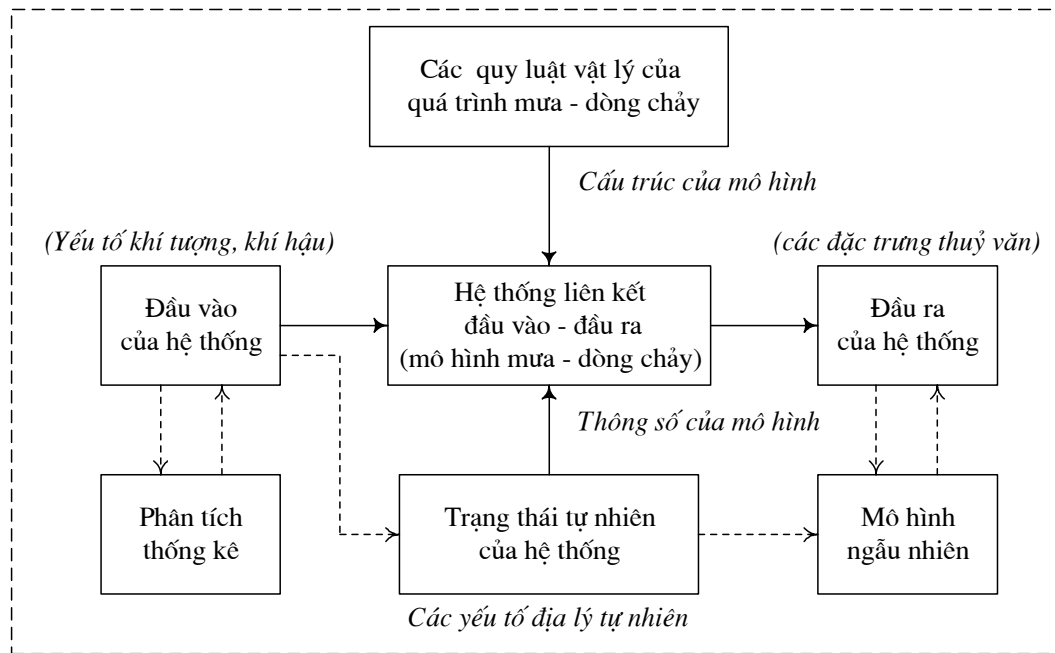 Các quy luật vật lý của
quá trình mưa - dòng chảy
Cấu trúc của mô hình
(Yếu tố khí tượng, khí hậu)
(các đặc trưng thuỷ văn)
Đầu vào
của hệ thống
Hệ thống liên kết
đầu vào - đầu ra
(mô hình mưa - dòng chảy)
Đầu ra
của hệ thống
Thông số của mô hình
Phân tích
thống kê
Trạng thái tự nhiên
của hệ thống
Mô hình
ngẫu nhiên
Các yếu tố địa lý tự nhiên